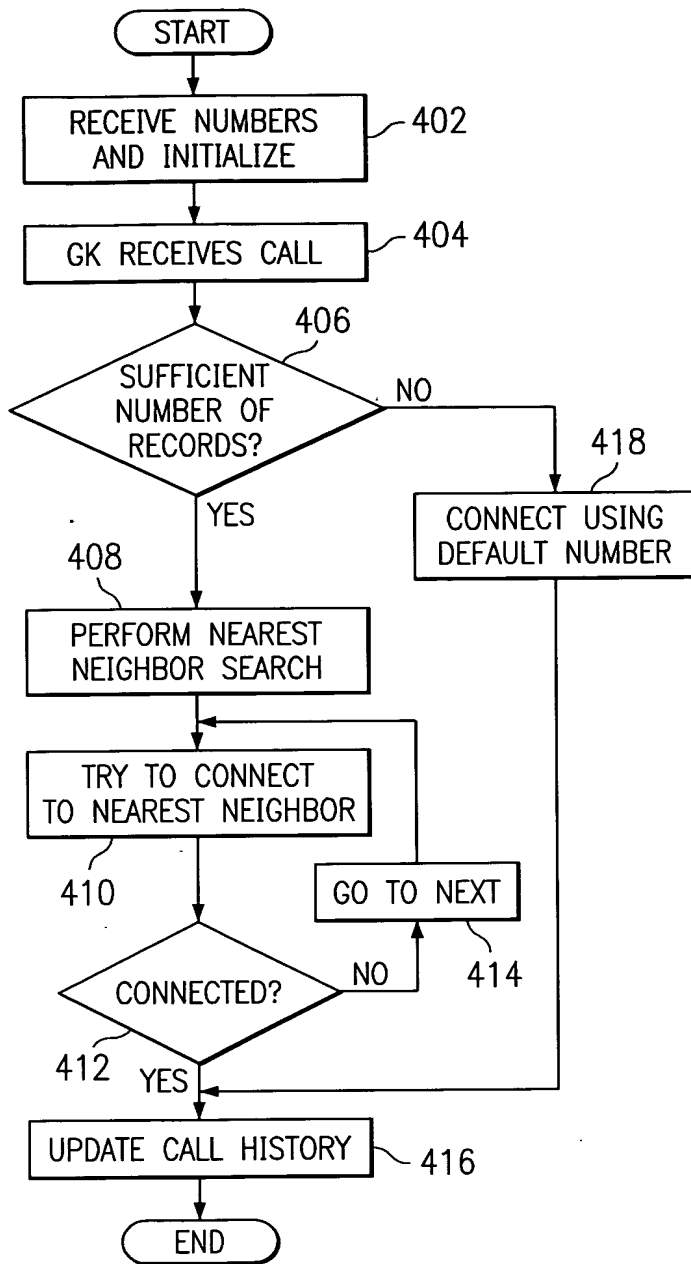 START
RECEIVE NUMBERS
AND INITIALIZE
402
GK RECEIVES CALL
404
406
SUFFICIENT
NUMBER OF
RECORDS?
NO
YES
418
CONNECT USING
DEFAULT NUMBER
408
PERFORM NEAREST
NEIGHBOR SEARCH
TRY TO CONNECT
TO NEAREST NEIGHBOR
410
GO TO NEXT
414
CONNECTED?
NO
412
YES
UPDATE CALL HISTORY
416
END